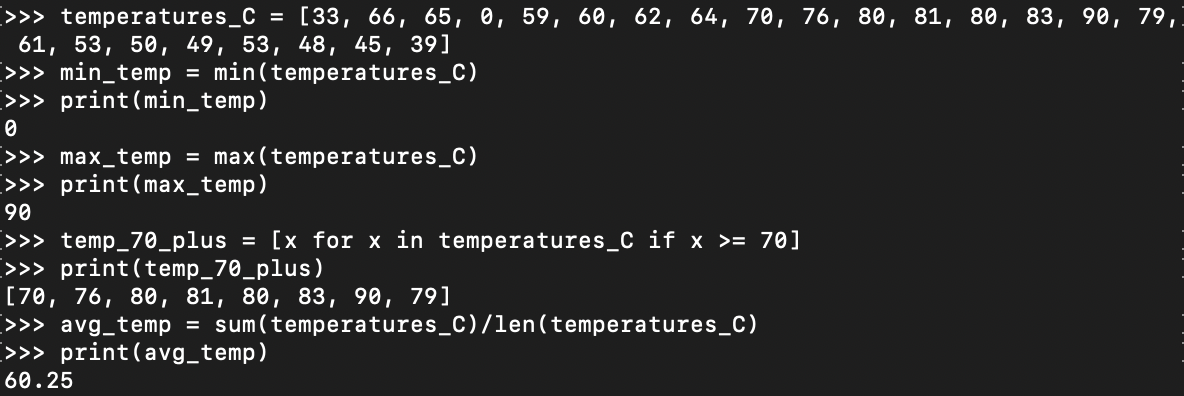 >>> temperatures_C = [33, 66, 65, 0, 59, 60, 62, 64, 70, 76, 80, 81, 80, 83, 90, 79,
 61, 53, 50, 49, 53, 48, 45, 39]
>>> min_temp = min(temperatures_C)
>>> print(min_temp)
0
>>> max_temp = max(temperatures_C)
>>> print(max_temp)
90
>>> temp_70_plus = [x for x in temperatures_C if x >= 70]
>>> print(temp_70_plus)
[70, 76, 80, 81, 80, 83, 90, 79]
>>> avg_temp = sum(temperatures_C)/len(temperatures_C)
>>> print(avg_temp)
60.25